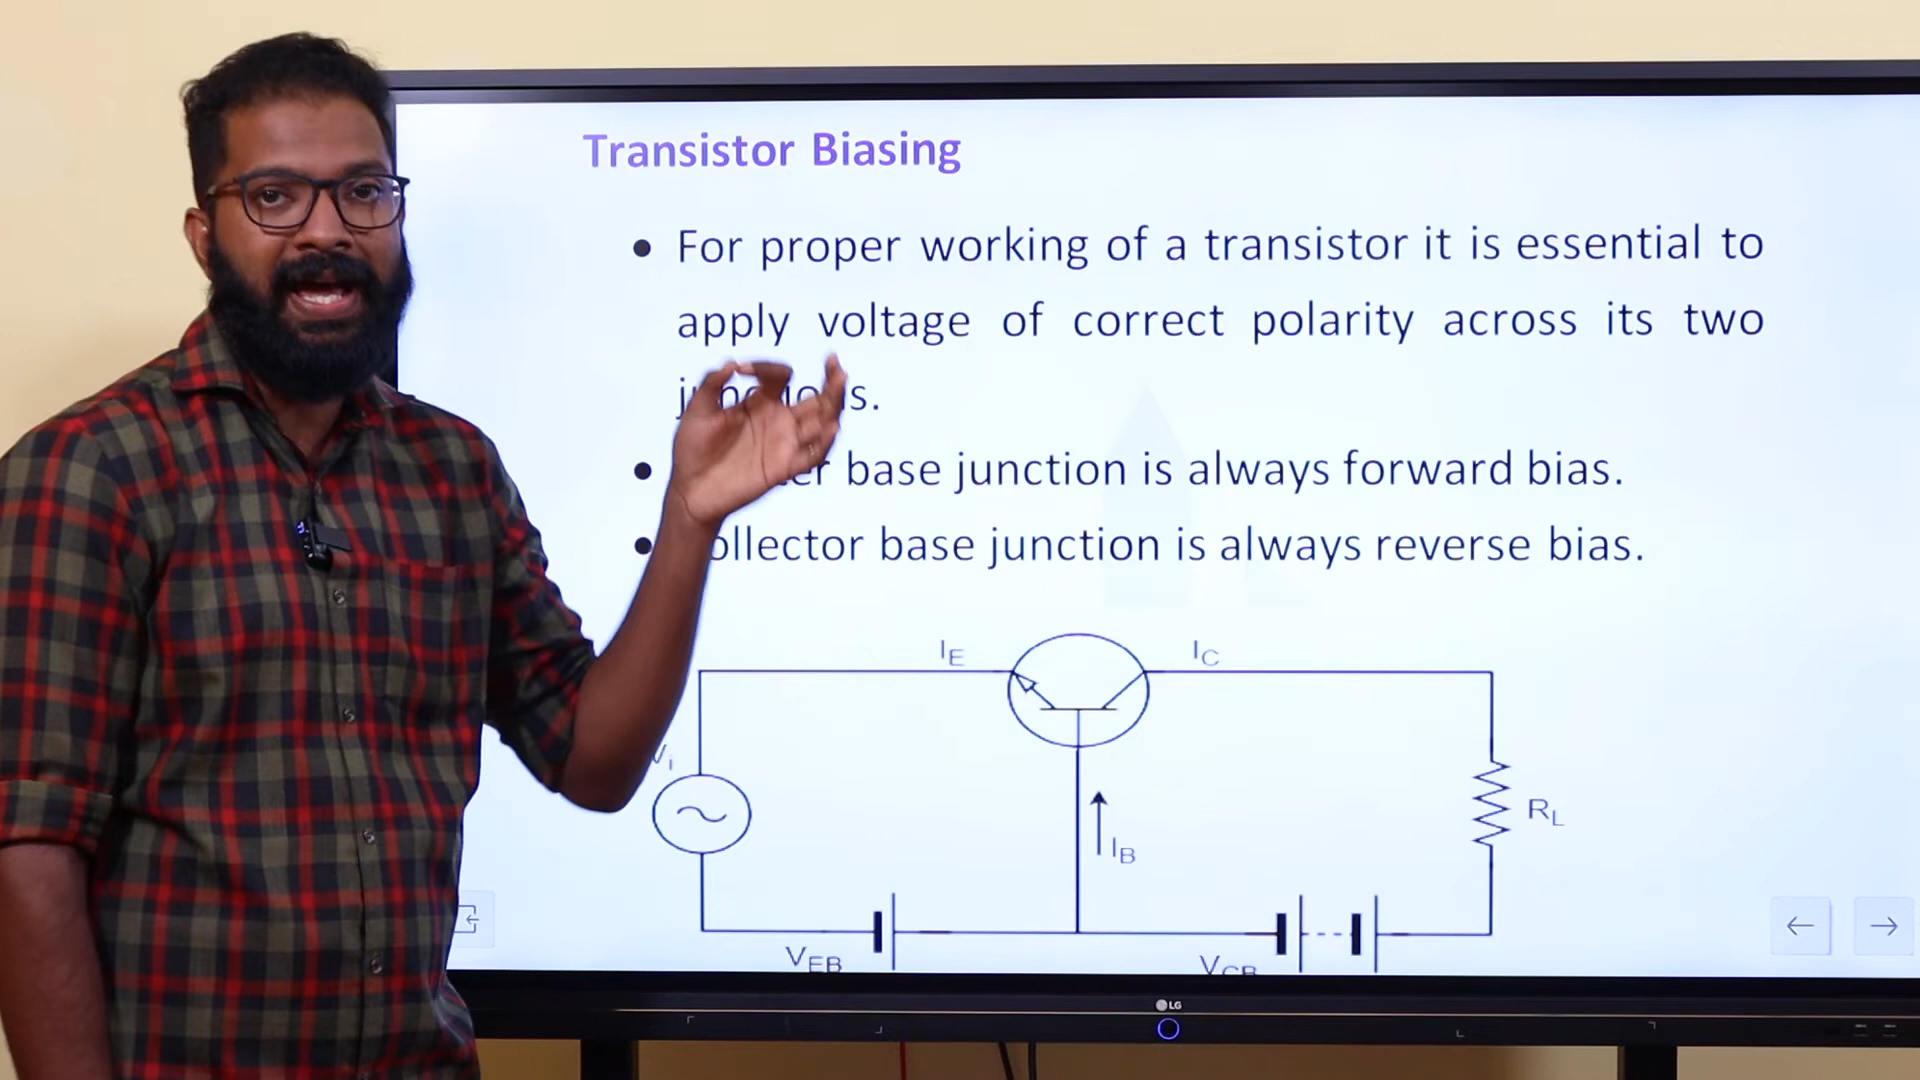 Transistor Biasing
• For proper working of a transistor it is essential to
apply voltage of correct polarity across its two
• base junction is always forward bias.
• ollector base junction is always reverse bias.
IE
IC
Vi
RL
IB
VEB
VCB
LG